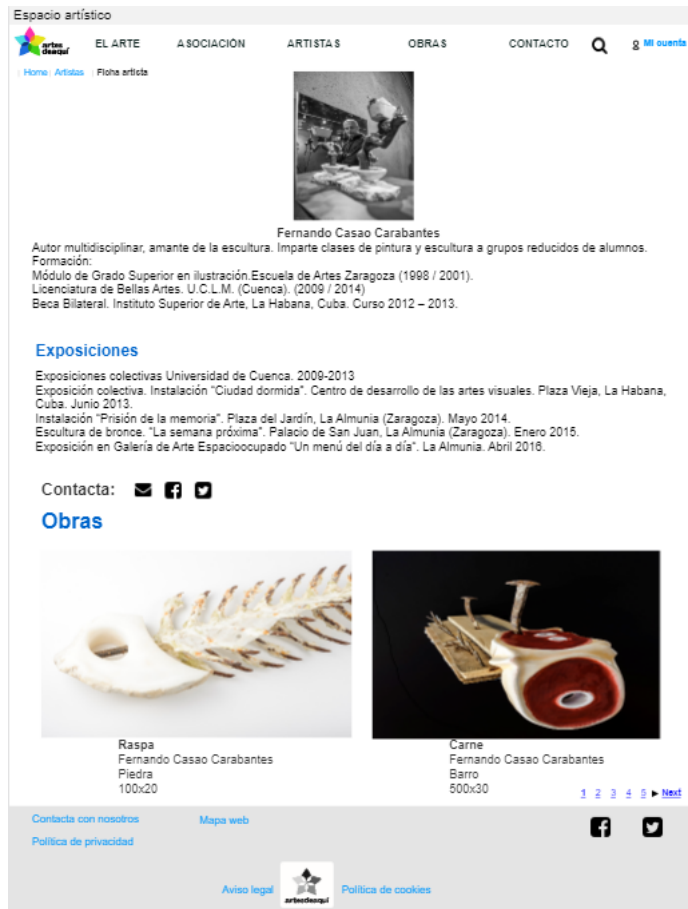 Espacio artístico
artes
deaquí
EL ARTE
ASOCIACIÓN
ARTISTAS
OBRAS
CONTACTO
Mi cuenta
Home Artistas Ficha artista
Fernando Casao Carabantes
Autor multidisciplinar, amante de la escultura. Imparte clases de pintura y escultura a grupos reducidos de alumnos.
Formación:
Módulo de Grado Superior en ilustración.Escuela de Artes Zaragoza (1998 / 2001).
Licenciatura de Bellas Artes. U.C.L.M. (Cuenca). (2009 / 2014)
Beca Bilateral. Instituto Superior de Arte, La Habana, Cuba. Curso 2012 – 2013.
Exposiciones
Exposiciones colectivas Universidad de Cuenca. 2009-2013
Exposición colectiva. Instalación "Ciudad dormida". Centro de desarrollo de las artes visuales. Plaza Vieja, La Habana,
Cuba. Junio 2013.
Instalación "Prisión de la memoria". Plaza del Jardín, La Almunia (Zaragoza). Mayo 2014.
Escultura de bronce. "La semana próxima". Palacio de San Juan, La Almunia (Zaragoza). Enero 2015.
Exposición en Galería de Arte Espacioocupado "Un menú del día a día". La Almunia. Abril 2016.
Contacta:
Obras
Raspa
Fernando Casao Carabantes
Piedra
100x20
Carne
Fernando Casao Carabantes
Barro
500x30
1 2 3 4 5 ▶ Next
Contacta con nosotros
Mapa web
Política de privacidad
Aviso legal
artesdeaquí
Política de cookies